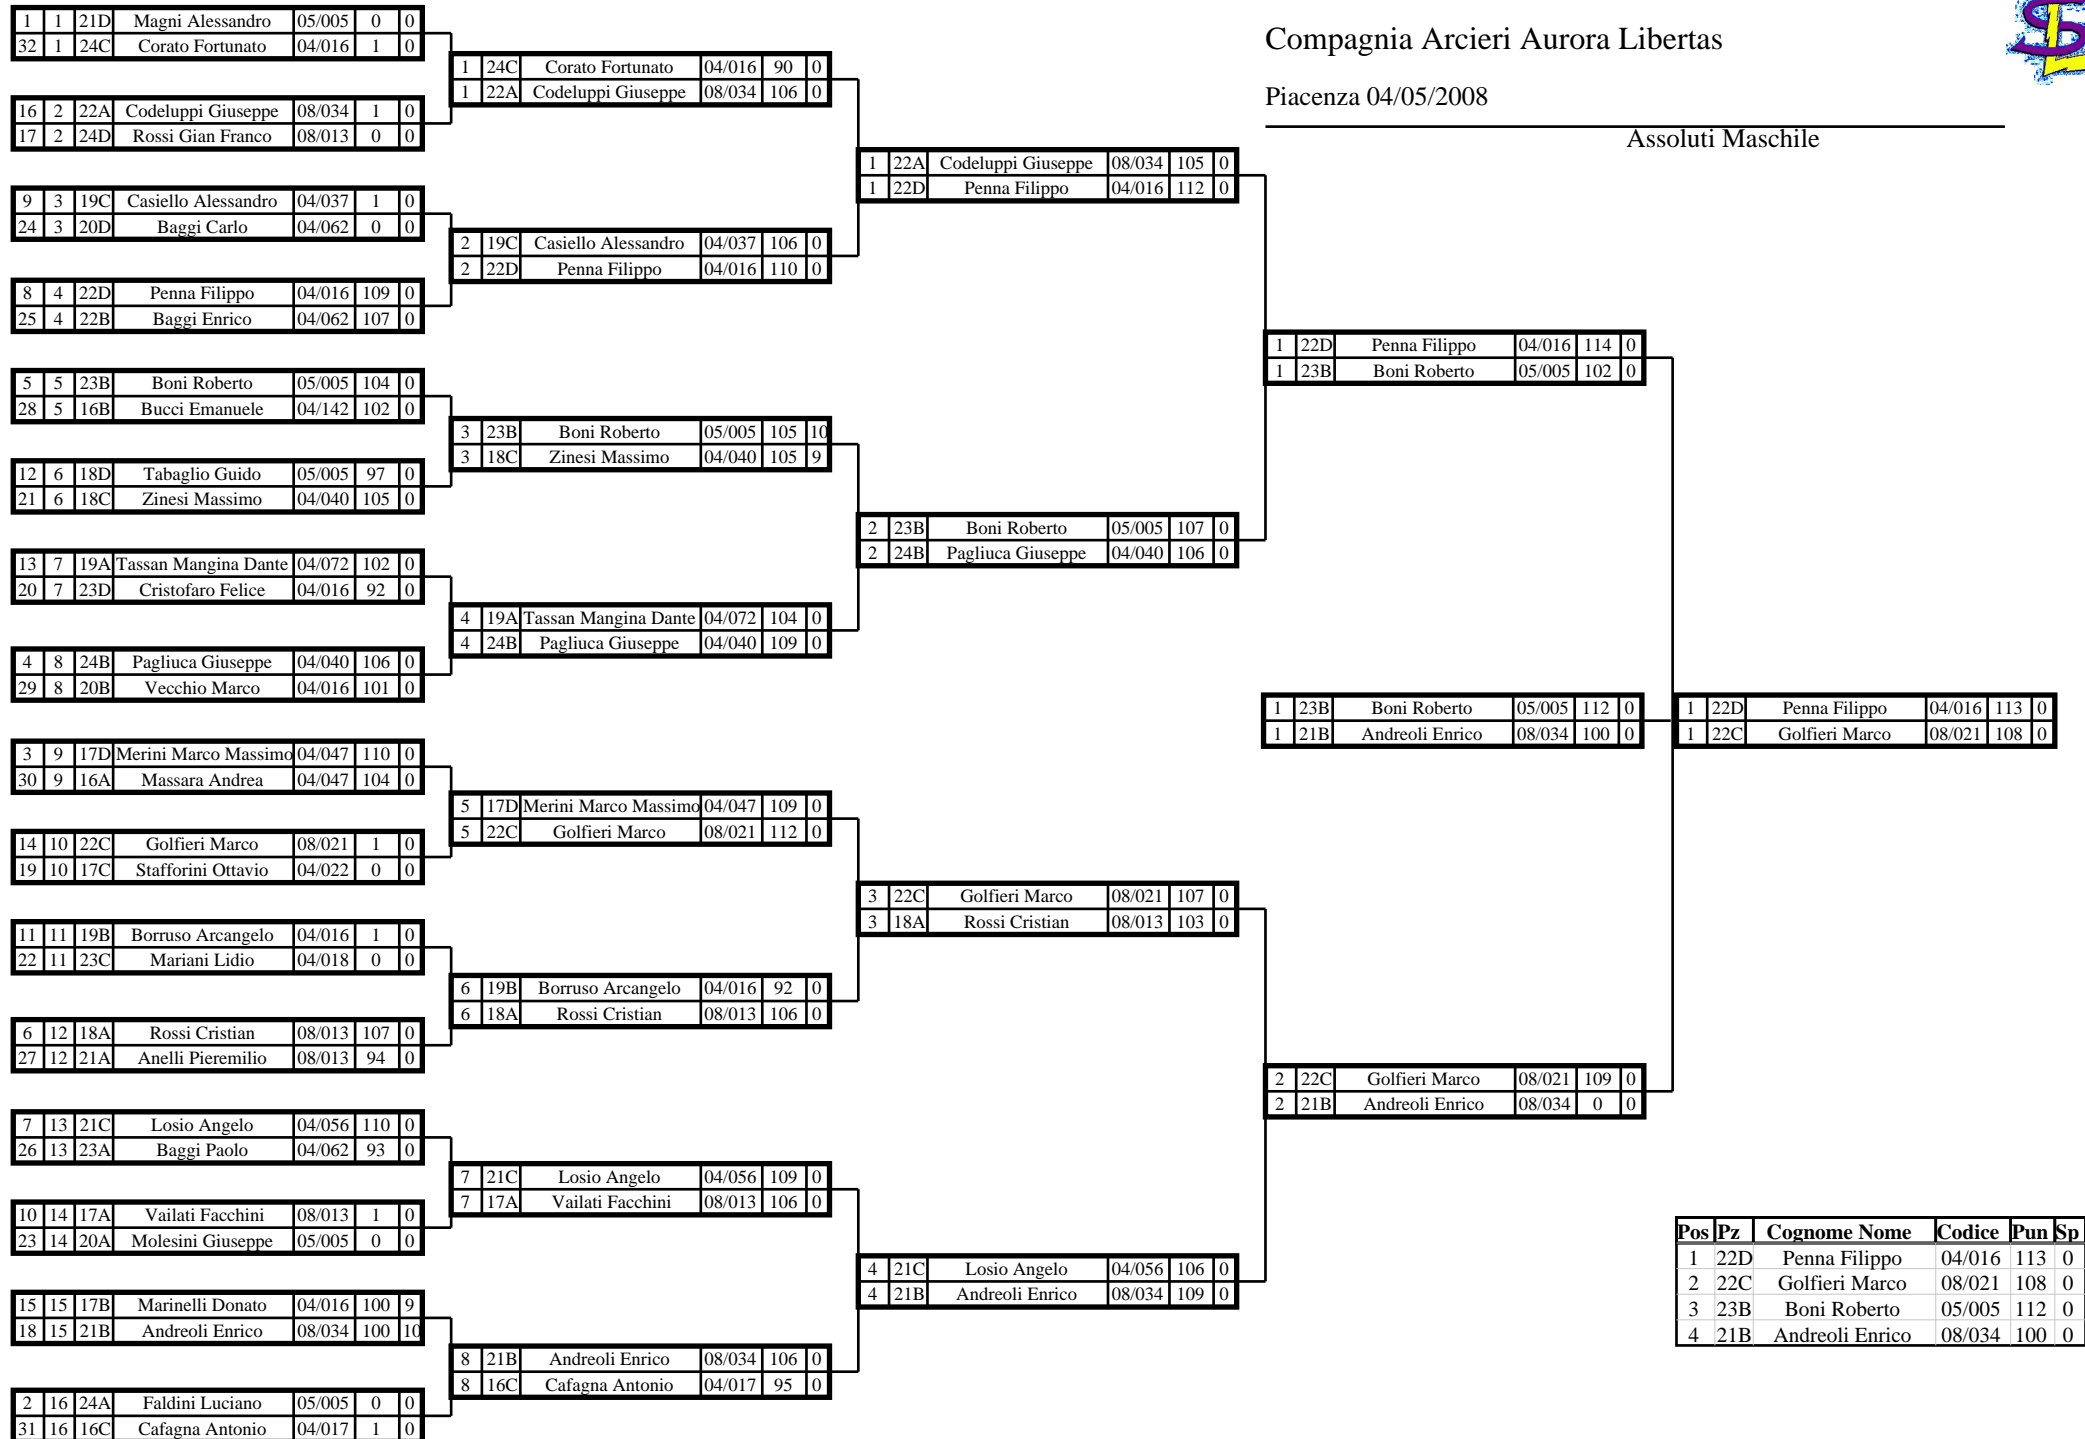 Compagnia Arcieri Aurora Libertas
Piacenza 04/05/2008
Assoluti Maschile
1 1 21D Magni Alessandro 05/005 0 0
32 1 24C Corato Fortunato 04/016 1 0
16 2 22A Codeluppi Giuseppe 08/034 1 0
17 2 24D Rossi Gian Franco 08/013 0 0
9 3 19C Casiello Alessandro 04/037 1 0
24 3 20D Baggi Carlo 04/062 0 0
8 4 22D Penna Filippo 04/016 109 0
25 4 22B Baggi Enrico 04/062 107 0
5 5 23B Boni Roberto 05/005 104 0
28 5 16B Bucci Emanuele 04/142 102 0
12 6 18D Tabaglio Guido 05/005 97 0
21 6 18C Zinesi Massimo 04/040 105 0
13 7 19A Tassan Mangina Dante 04/072 102 0
20 7 23D Cristofaro Felice 04/016 92 0
4 8 24B Pagliuca Giuseppe 04/040 106 0
29 8 20B Vecchio Marco 04/016 101 0
3 9 17D Merini Marco Massimo 04/047 110 0
30 9 16A Massara Andrea 04/047 104 0
14 10 22C Golfieri Marco 08/021 1 0
19 10 17C Stafforini Ottavio 04/022 0 0
11 11 19B Borruso Arcangelo 04/016 1 0
22 11 23C Mariani Lidio 04/018 0 0
6 12 18A Rossi Cristian 08/013 107 0
27 12 21A Anelli Pieremilio 08/013 94 0
7 13 21C Losio Angelo 04/056 110 0
26 13 23A Baggi Paolo 04/062 93 0
10 14 17A Vailati Facchini 08/013 1 0
23 14 20A Molesini Giuseppe 05/005 0 0
15 15 17B Marinelli Donato 04/016 100 9
18 15 21B Andreoli Enrico 08/034 100 10
2 16 24A Faldini Luciano 05/005 0 0
31 16 16C Cafagna Antonio 04/017 1 0
1 24C Corato Fortunato 04/016 90 0
1 22A Codeluppi Giuseppe 08/034 106 0
2 19C Casiello Alessandro 04/037 106 0
2 22D Penna Filippo 04/016 110 0
3 23B Boni Roberto 05/005 105 10
3 18C Zinesi Massimo 04/040 105 9
4 19A Tassan Mangina Dante 04/072 104 0
4 24B Pagliuca Giuseppe 04/040 109 0
5 17D Merini Marco Massimo 04/047 109 0
5 22C Golfieri Marco 08/021 112 0
6 19B Borruso Arcangelo 04/016 92 0
6 18A Rossi Cristian 08/013 106 0
7 21C Losio Angelo 04/056 109 0
7 17A Vailati Facchini 08/013 106 0
8 21B Andreoli Enrico 08/034 106 0
8 16C Cafagna Antonio 04/017 95 0
1 22A Codeluppi Giuseppe 08/034 105 0
1 22D Penna Filippo 04/016 112 0
2 23B Boni Roberto 05/005 107 0
2 24B Pagliuca Giuseppe 04/040 106 0
3 22C Golfieri Marco 08/021 107 0
3 18A Rossi Cristian 08/013 103 0
4 21C Losio Angelo 04/056 106 0
4 21B Andreoli Enrico 08/034 109 0
1 22D Penna Filippo 04/016 114 0
1 23B Boni Roberto 05/005 102 0
1 23B Boni Roberto 05/005 112 0
1 21B Andreoli Enrico 08/034 100 0
2 22C Golfieri Marco 08/021 109 0
2 21B Andreoli Enrico 08/034 0 0
1 22D Penna Filippo 04/016 113 0
1 22C Golfieri Marco 08/021 108 0
Pos Pz Cognome Nome Codice Pun Sp
1 22D Penna Filippo 04/016 113 0
2 22C Golfieri Marco 08/021 108 0
3 23B Boni Roberto 05/005 112 0
4 21B Andreoli Enrico 08/034 100 0